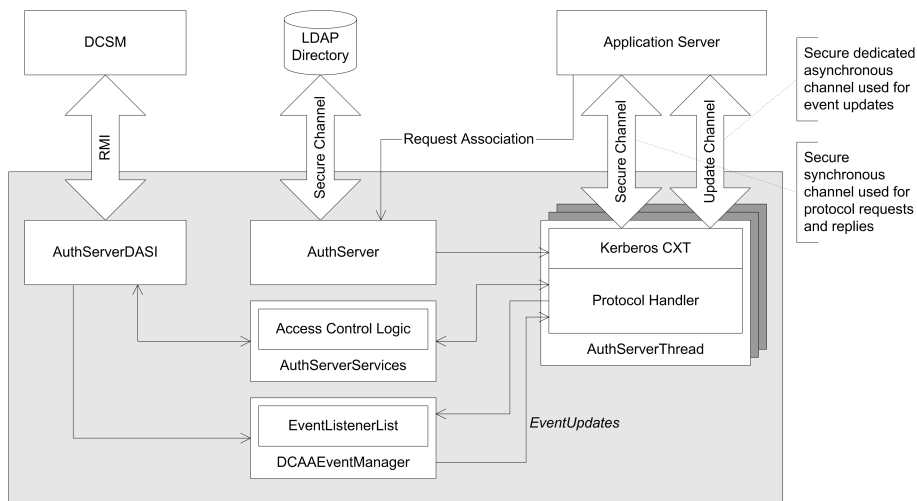 DCSM
LDAP
Directory
Application Server
Secure dedicated
asynchronous
channel used for
event updates
RMI
Secure Channel
Request Association
Secure Channel
Update Channel
Secure
synchronous
channel used for
protocol requests
and replies
AuthServerDASI
AuthServer
Kerberos CXT
Protocol Handler
AuthServerThread
Access Control Logic
AuthServerServices
EventListenerList
DCAAEventManager
EventUpdates